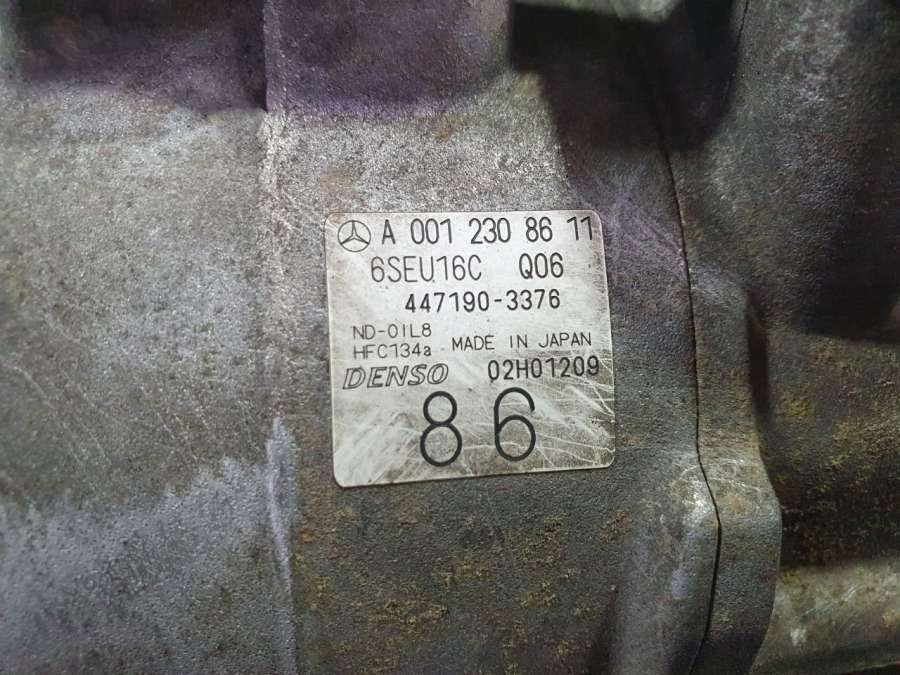 A 001 230 86 11
6SEU16C Q06
447190-3376
ND-OIL8
HFC134a MADE IN JAPAN
DENSO 02H01209
86